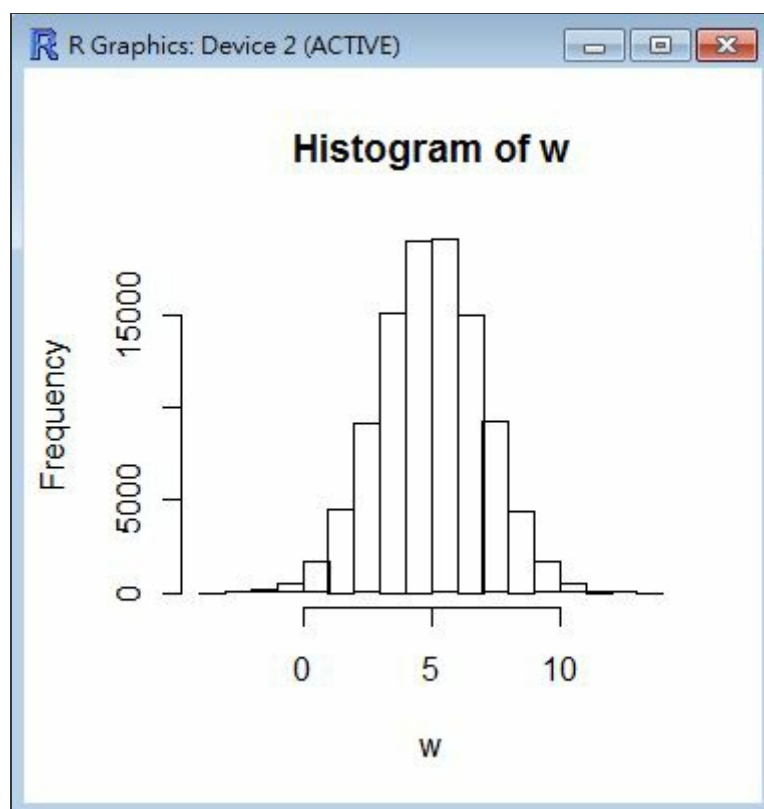 R R Graphics: Device 2 (ACTIVE)
Histogram of w
Frequency
15000
5000
0
0 5 10
w